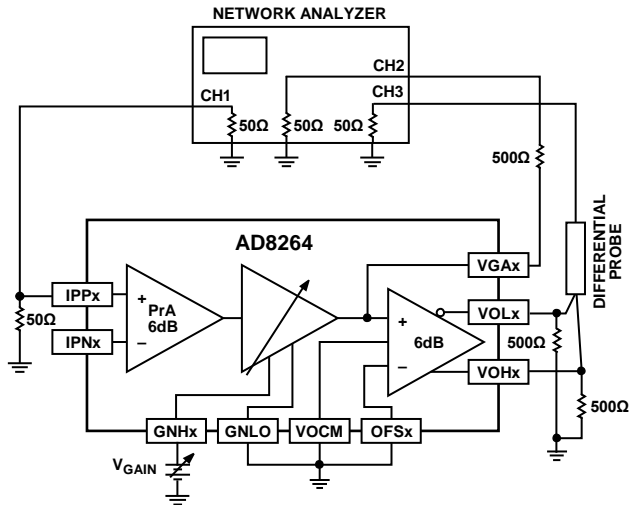 NETWORK ANALYZER
CH1
CH2
CH3
50Ω
50Ω
50Ω
500Ω
DIFFERENTIAL
PROBE
AD8264
VGAx
IPPx
+
PrA
6dB
–
50Ω
IPNx
+
6dB
–
VOLx
500Ω
VOHx
500Ω
GNHx
GNLO
VOCM
OFSx
VGAIN